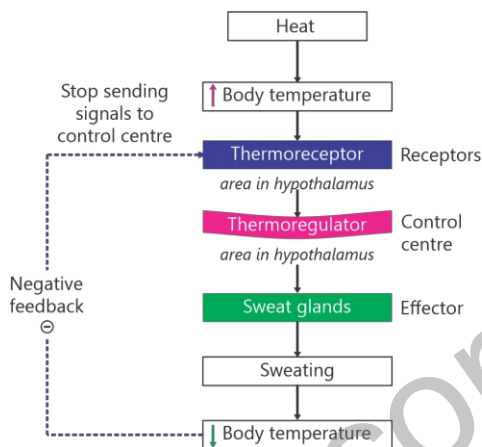 Heat
Body temperature
Stop sending
signals to
control centre
Thermoreceptor
Receptors
area in hypothalamus
Thermoregulator
Control
centre
area in hypothalamus
Negative
feedback
Sweat glands
Effector
Sweating
Body temperature